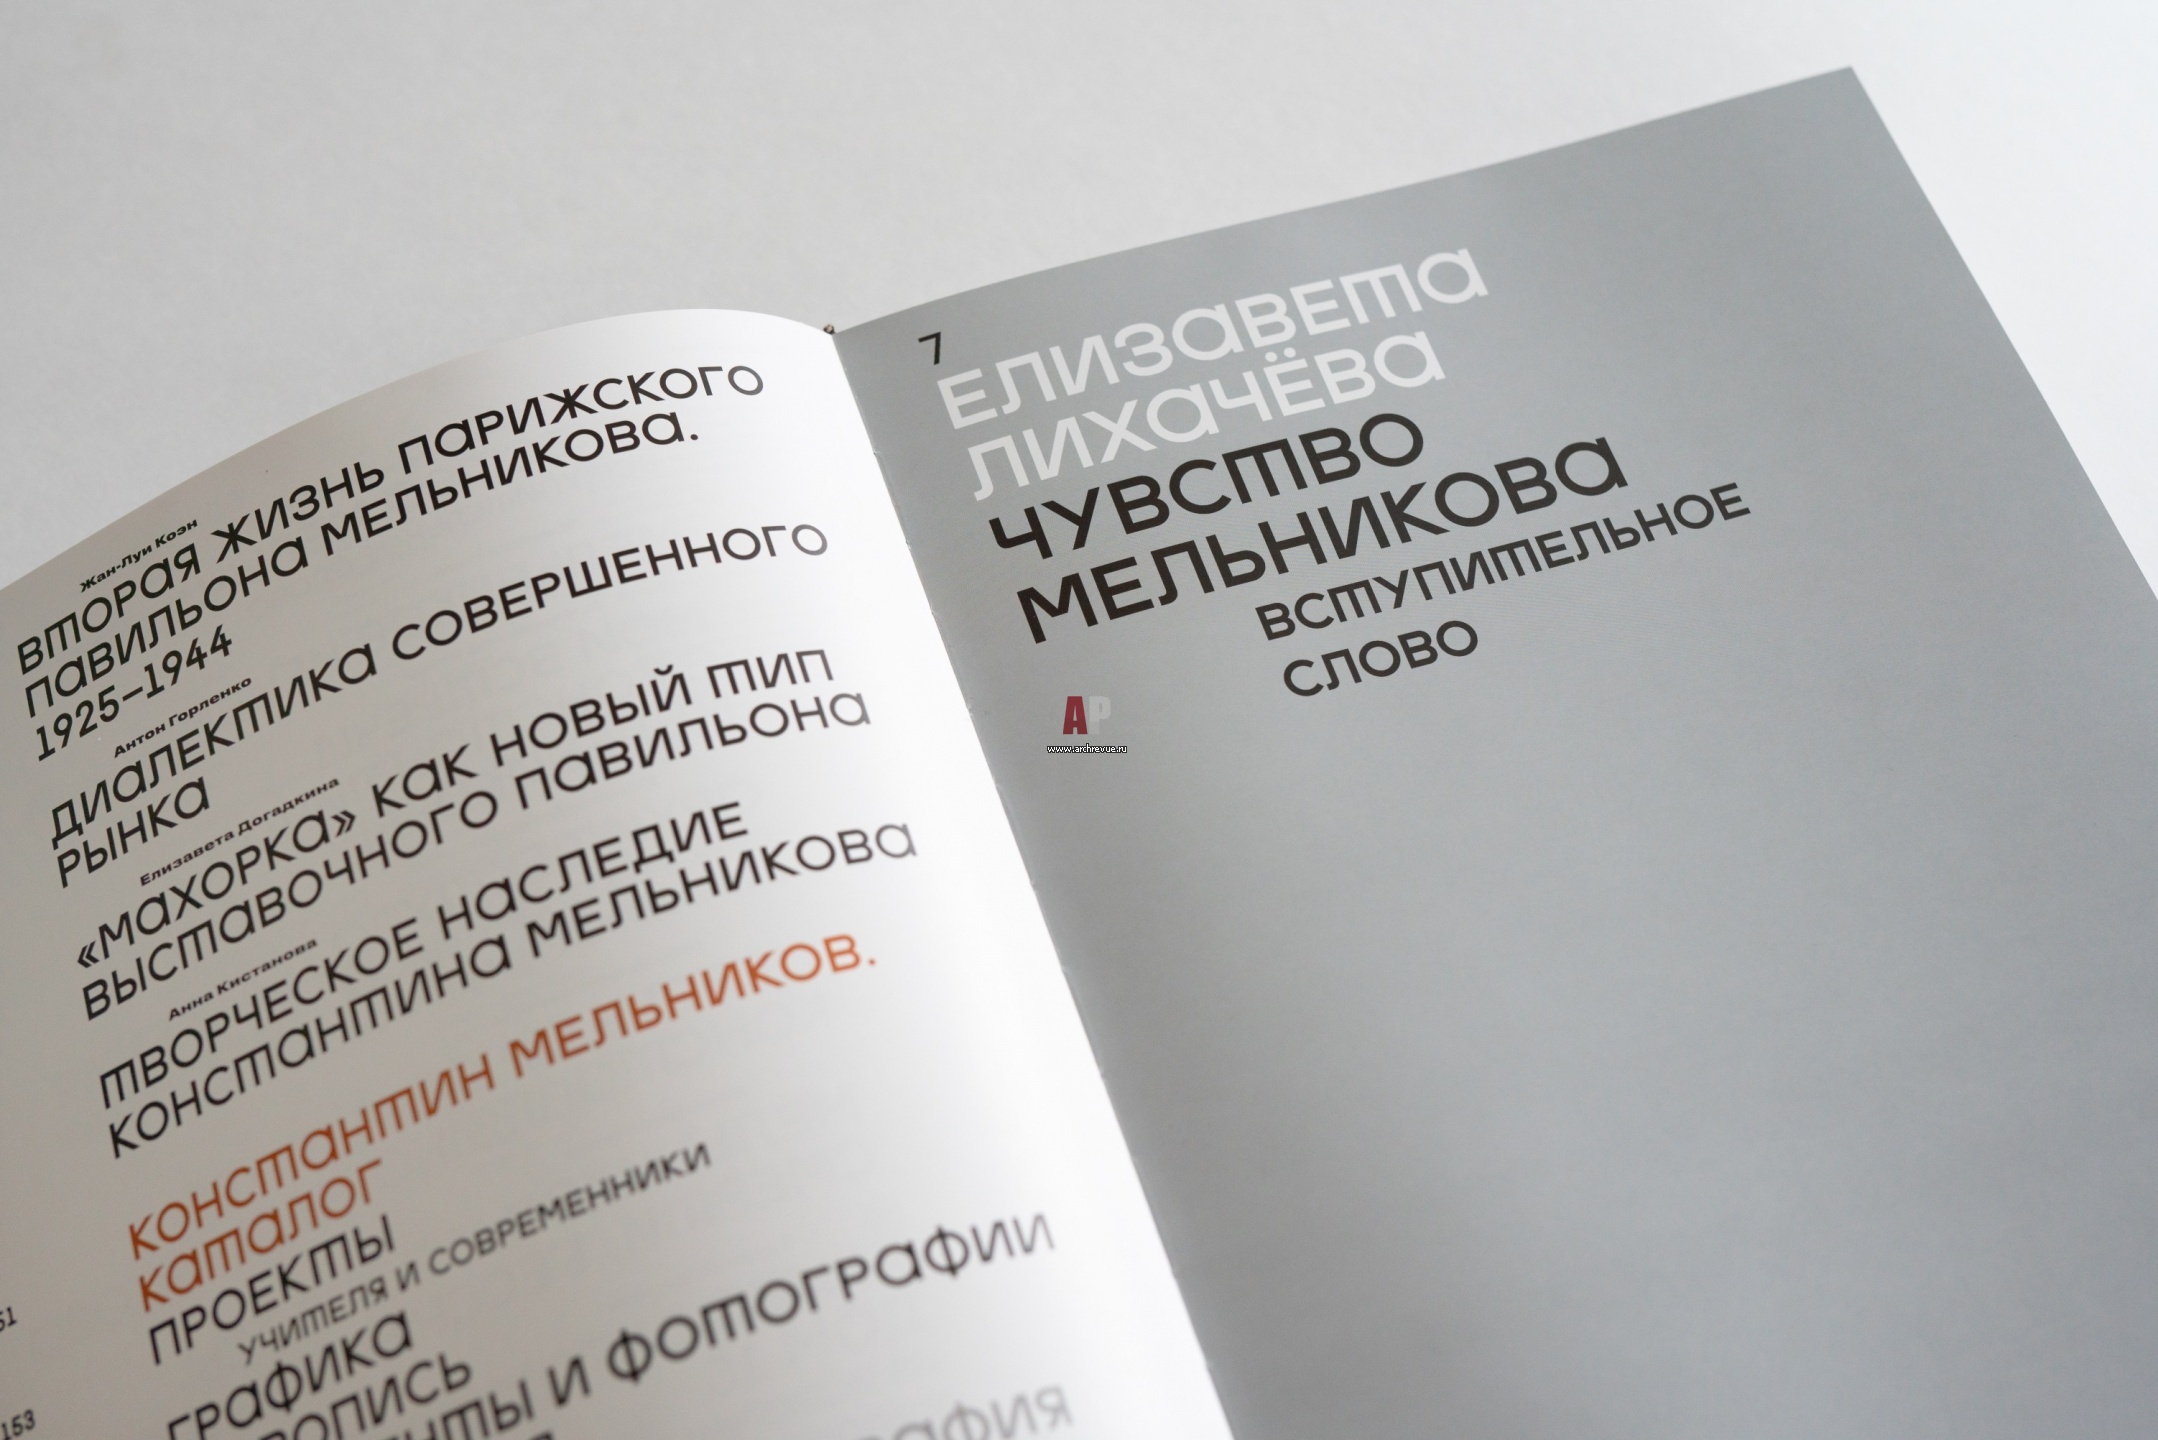 Жан-Луи Коэн
ВТОРАЯ ЖИЗНЬ ПАРИЖСКОГО
ПАВИЛЬОНА МЕЛЬНИКОВА.
1925–1944
Антон Горленко
ДИАЛЕКТИКА СОВЕРШЕННОГО
РЫНКА
Елизавета Догадкина
«МАХОРКА» КАК НОВЫЙ ТИП
ВЫСТАВОЧНОГО ПАВИЛЬОНА
Анна Кистанова
ТВОРЧЕСКОЕ НАСЛЕДИЕ
КОНСТАНТИНА МЕЛЬНИКОВА
КОНСТАНТИН МЕЛЬНИКОВ.
КАТАЛОГ
ПРОЕКТЫ
УЧИТЕЛЯ И СОВРЕМЕННИКИ
ГРАФИКА
И ФОТОГРАФИИ
153
7
ЕЛИЗАВЕТА
ЛИХАЧЁВА
ЧУВСТВО
МЕЛЬНИКОВА
ВСТУПИТЕЛЬНОЕ
СЛОВО
AP
www.archrevue.ru